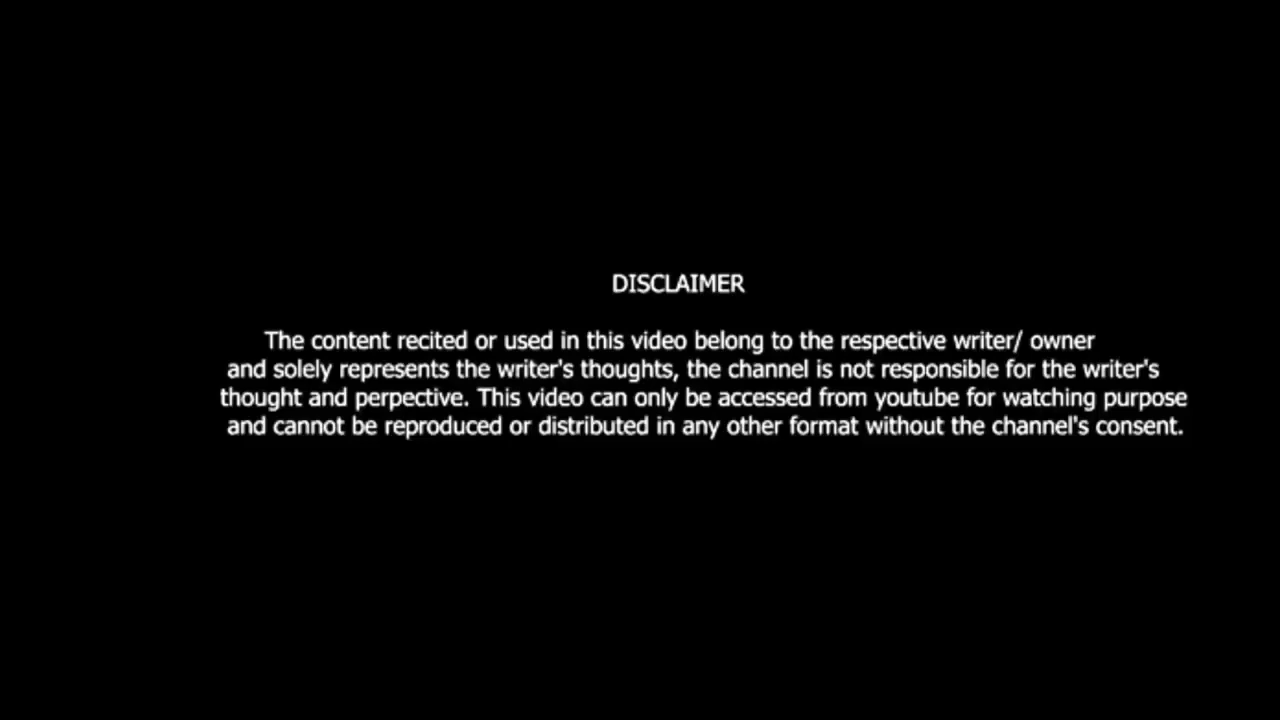 DISCLAIMER
The content recited or used in this video belong to the respective writer/ owner
and solely represents the writer's thoughts, the channel is not responsible for the writer's
thought and perpective. This video can only be accessed from youtube for watching purpose
and cannot be reproduced or distributed in any other format without the channel's consent.